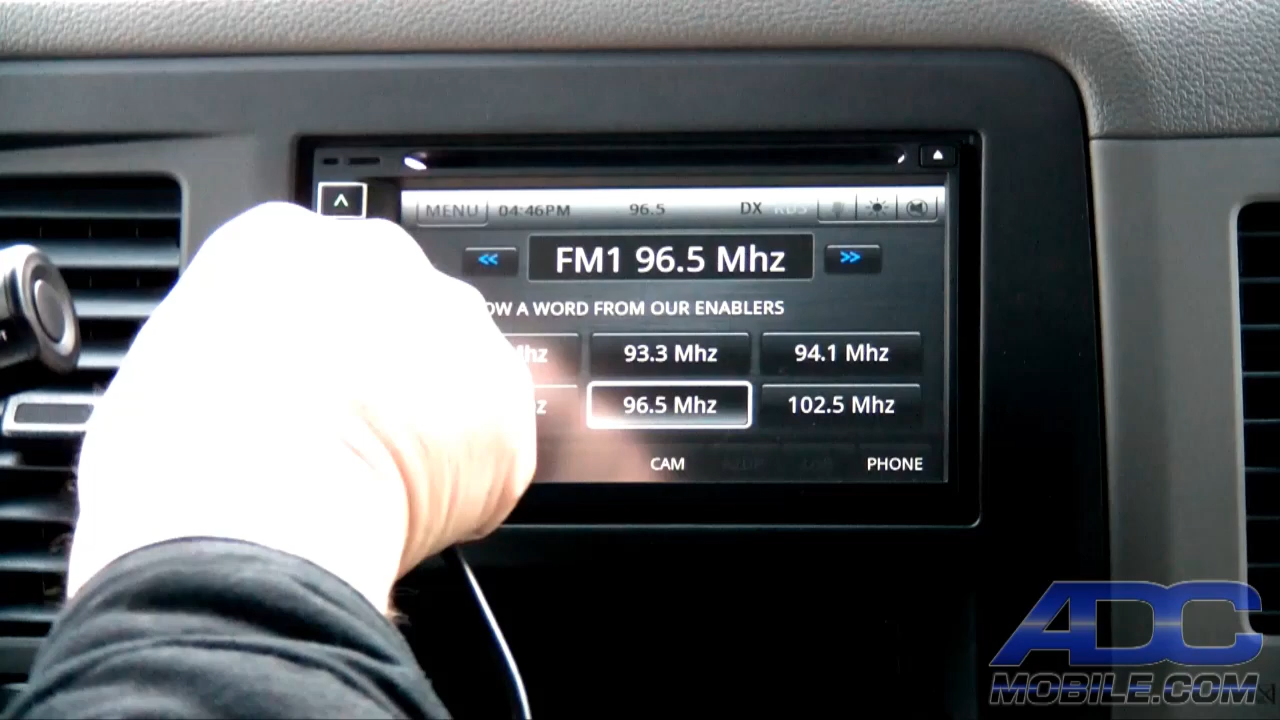 MENU 04:46PM 96.5 DX RDS
<< FM1 96.5 Mhz >>
OW A WORD FROM OUR ENABLERS
Mhz 93.3 Mhz 94.1 Mhz
z 96.5 Mhz 102.5 Mhz
CAM PHONE
ADC
MOBILE.COM